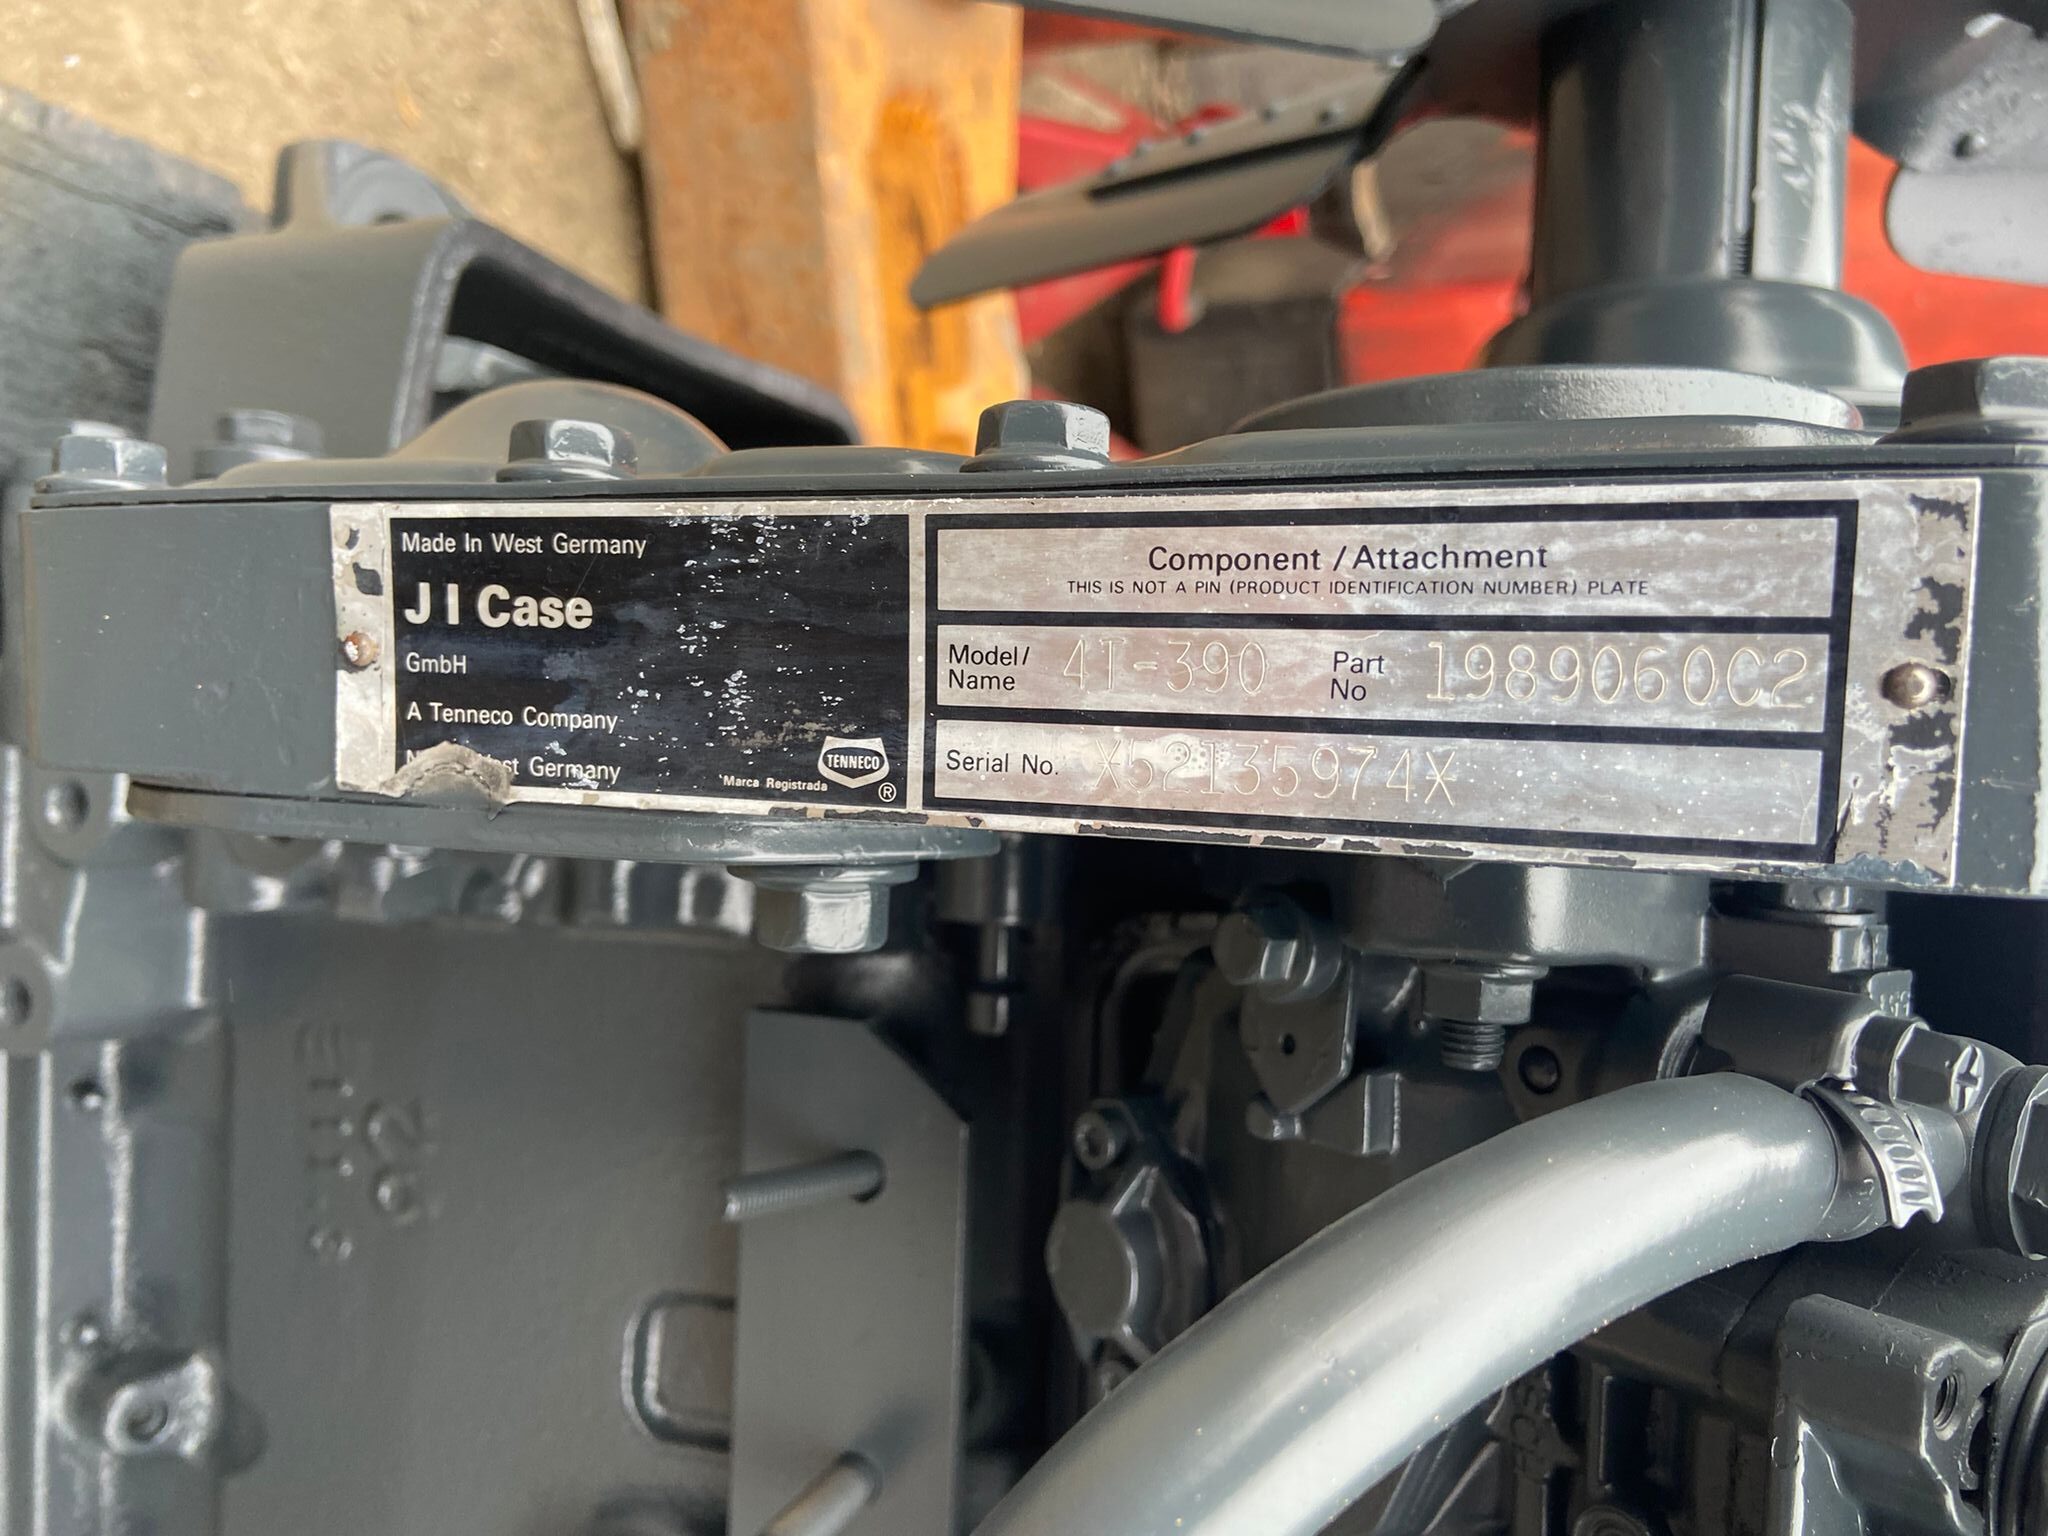 Made In West Germany
J I Case
GmbH
A Tenneco Company
West Germany
Marca Registrada
TENNECO
®
Component / Attachment
THIS IS NOT A PIN (PRODUCT IDENTIFICATION NUMBER) PLATE
Model/
Name
4T-390
Part
No
1989060C2
Serial No. X52135974X